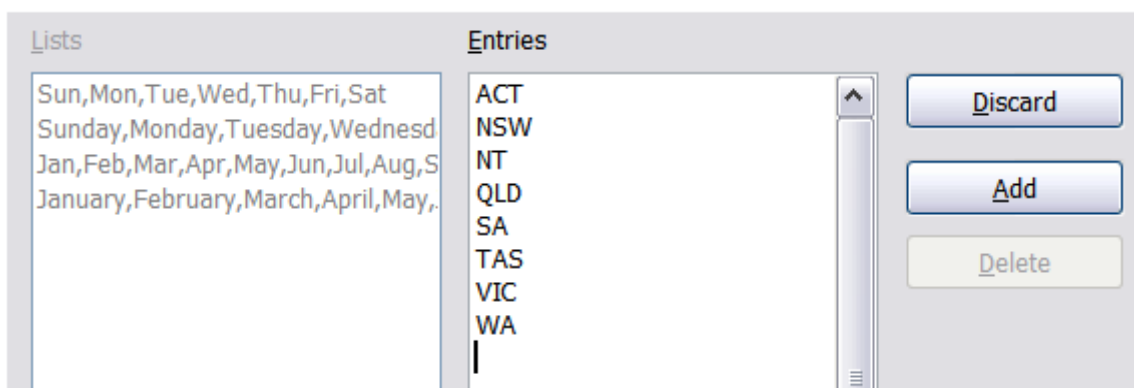 Lists
Sun,Mon,Tue,Wed,Thu,Fri,Sat
Sunday,Monday,Tuesday,Wednesd
Jan,Feb,Mar,Apr,May,Jun,Jul,Aug,S
January,February,March,April,May,.
Entries
ACT
NSW
NT
QLD
SA
TAS
VIC
WA
Discard
Add
Delete